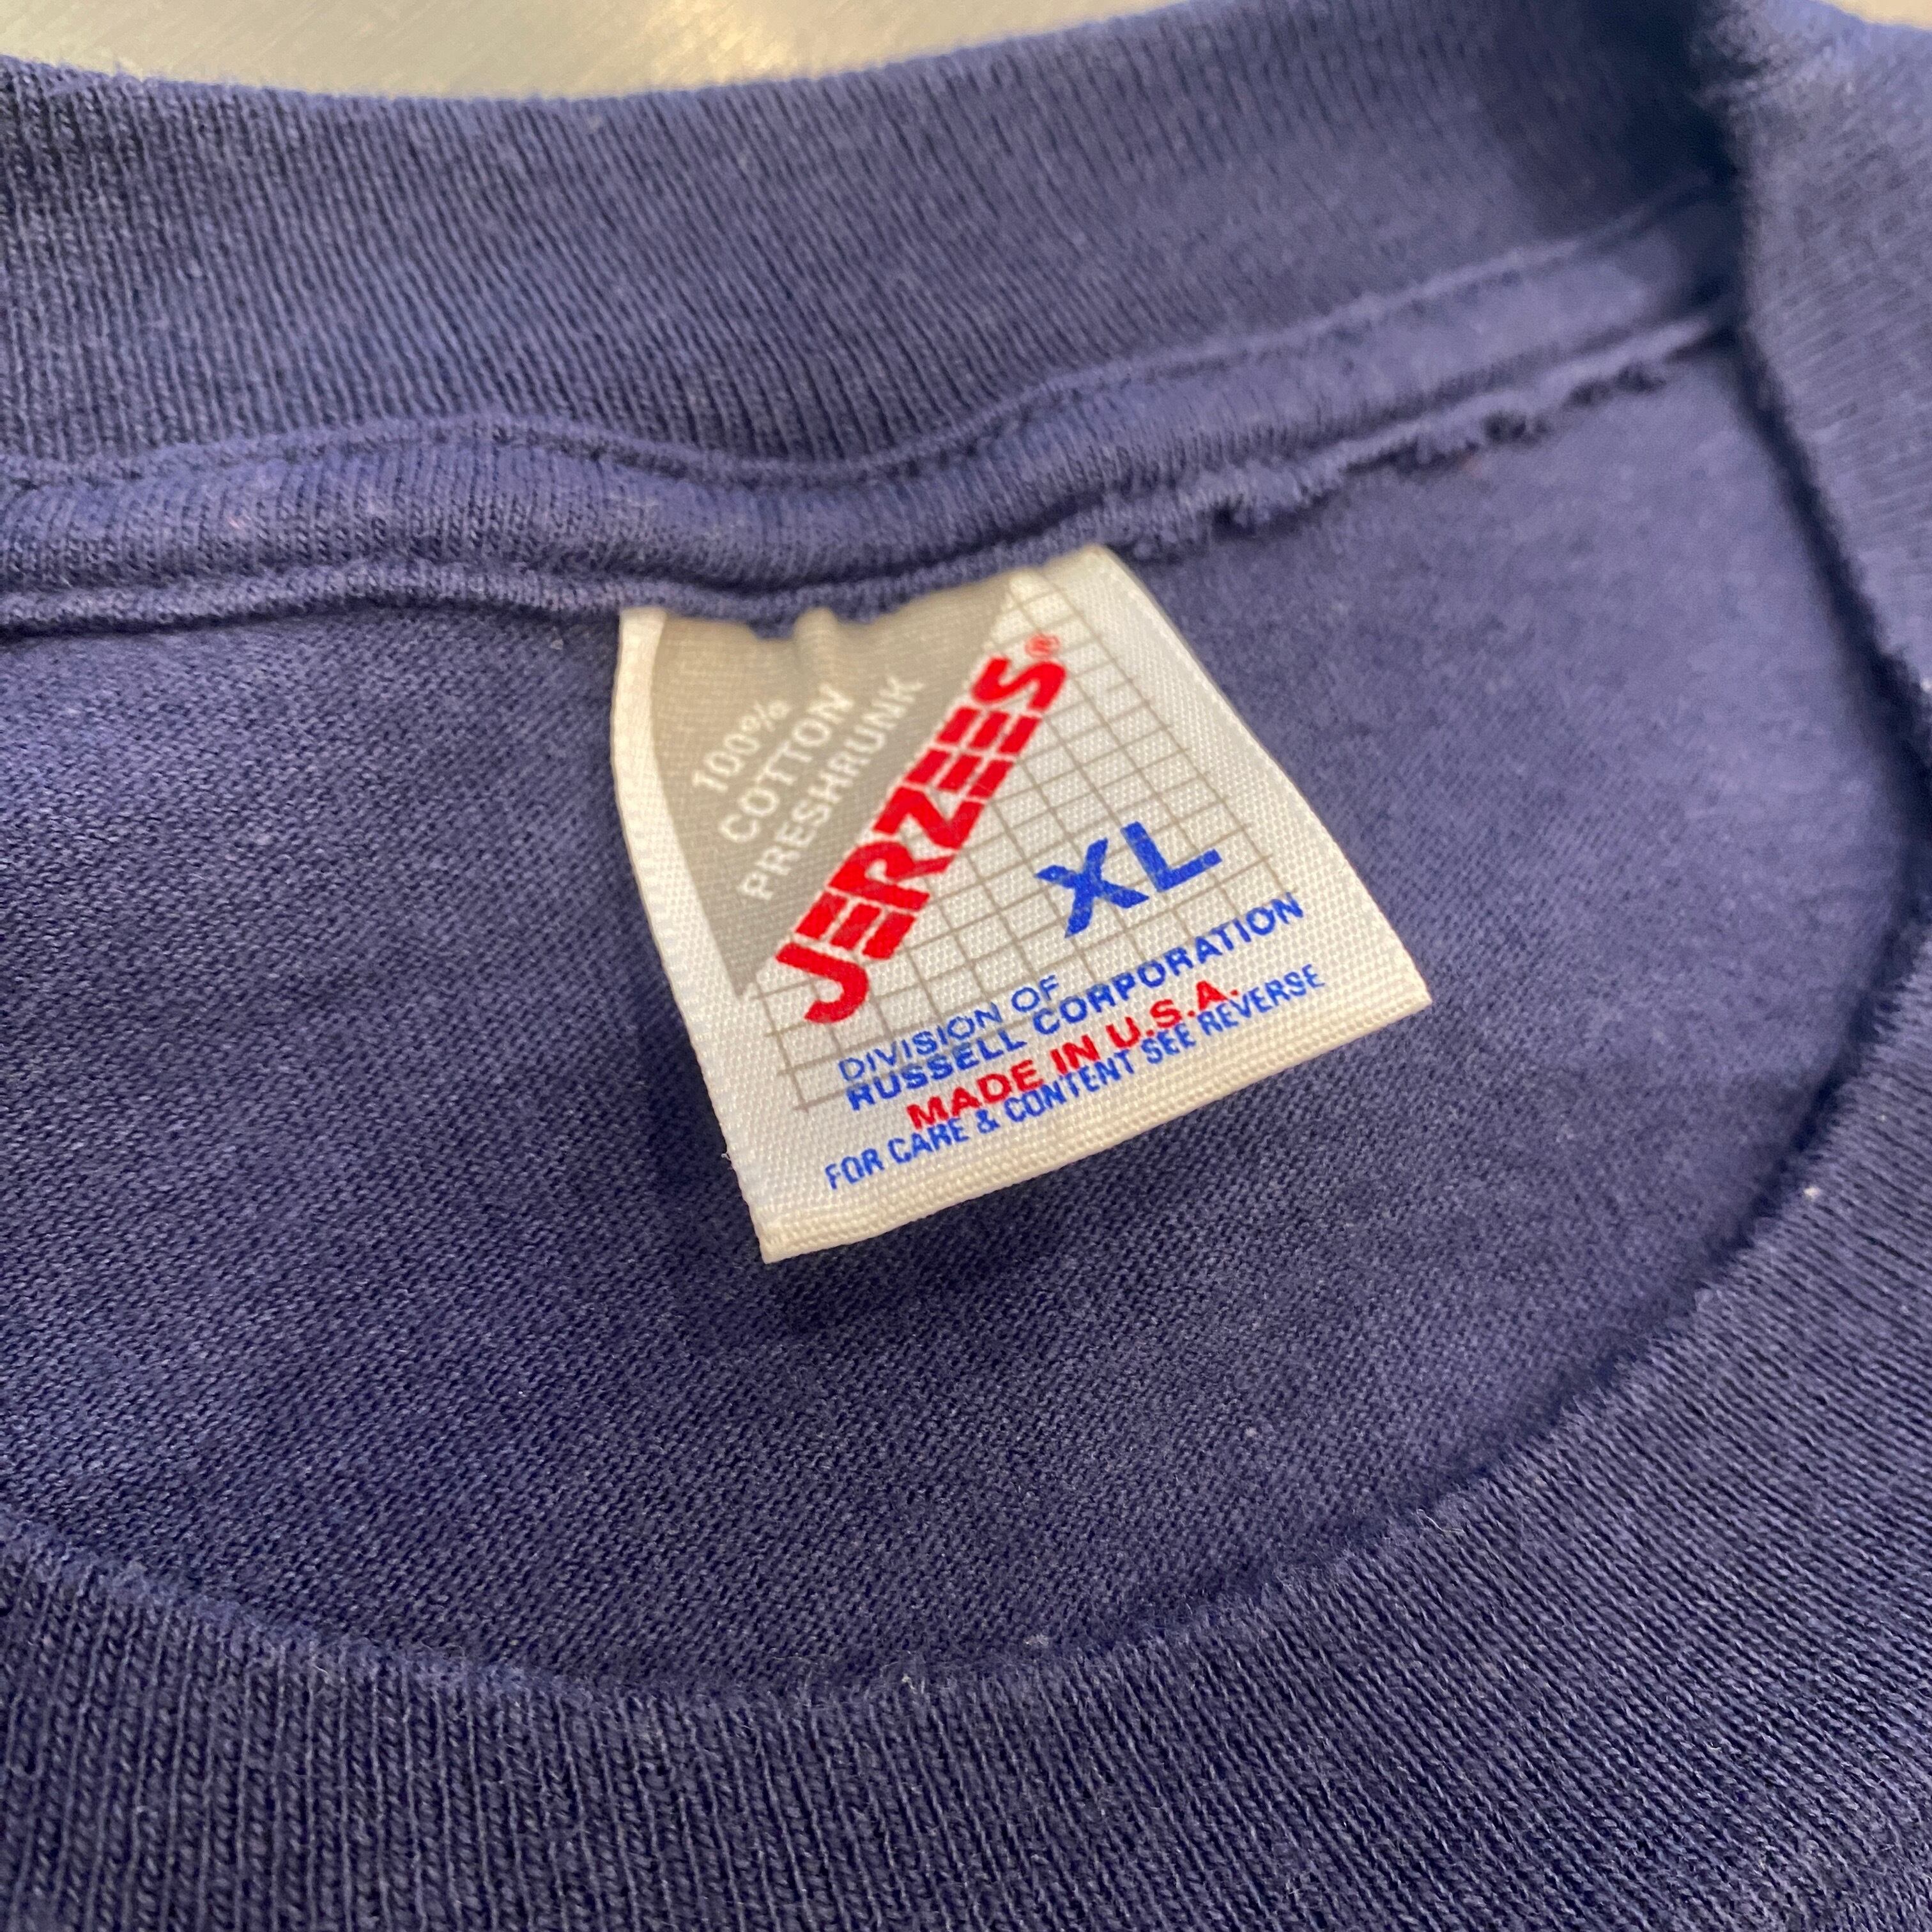 100%
COTTON
PRESHRUNK
JERZEES®
XL
DIVISION OF
RUSSELL CORPORATION
MADE IN U.S.A.
FOR CARE & CONTENT SEE REVERSE